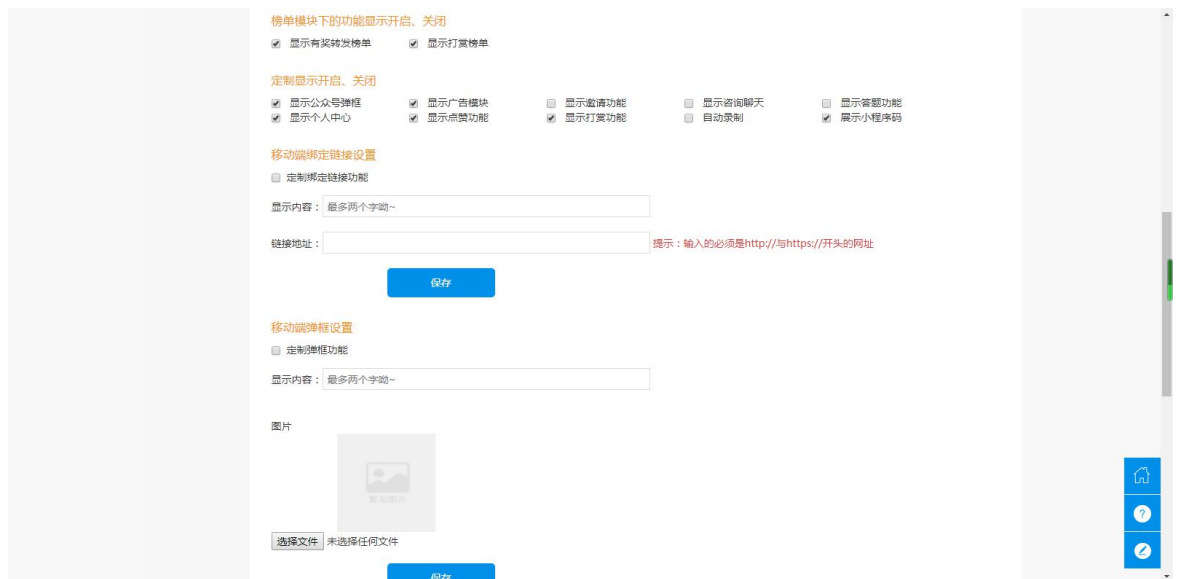 榜单模块下的功能显示开启、关闭
显示有奖转发榜单 显示打赏榜单
定制显示开启、关闭
显示公众号弹框 显示广告模块 显示邀请功能 显示咨询聊天 显示答题功能
显示个人中心 显示点赞功能 显示打赏功能 自动录制 展示小程序码
移动端绑定链接设置
定制绑定链接功能
显示内容： 最多两个字呦~
链接地址： 提示：输入的必须是http://与https://开头的网址
保存
移动端弹框设置
定制弹框功能
显示内容： 最多两个字呦~
图片
暂无图片
选择文件 未选择任何文件
保存